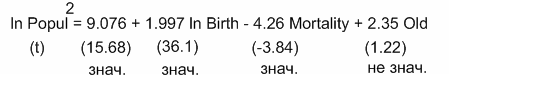 2
ln Popul = 9.076 + 1.997 ln Birth - 4.26 Mortality + 2.35 Old
(t) (15.68) (36.1) (-3.84) (1.22)
знач. знач. знач. не знач.